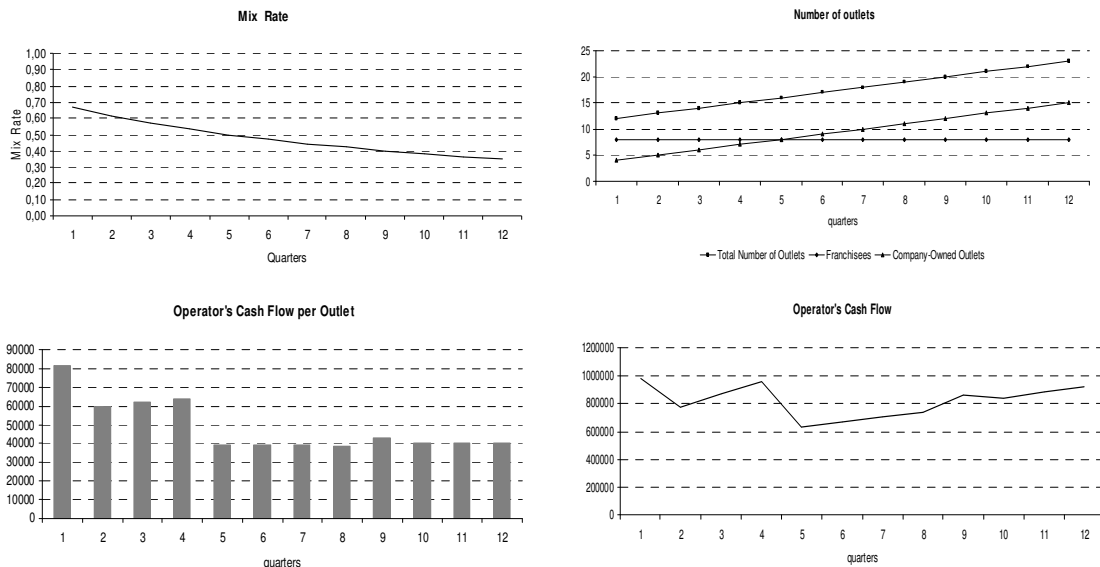 Mix Rate
1,00
0,90
0,80
0,70
0,60
0,50
0,40
0,30
0,20
0,10
0,00
Mix Rate
1 2 3 4 5 6 7 8 9 10 11 12
Quarters
Number of outlets
25
20
15
10
5
0
1 2 3 4 5 6 7 8 9 10 11 12
quarters
Total Number of Outlets Franchisees Company-Owned Outlets
Operator's Cash Flow per Outlet
90000
80000
70000
60000
50000
40000
30000
20000
10000
0
1 2 3 4 5 6 7 8 9 10 11 12
quarters
Operator's Cash Flow
1200000
1000000
800000
600000
400000
200000
0
1 2 3 4 5 6 7 8 9 10 11 12
quarters